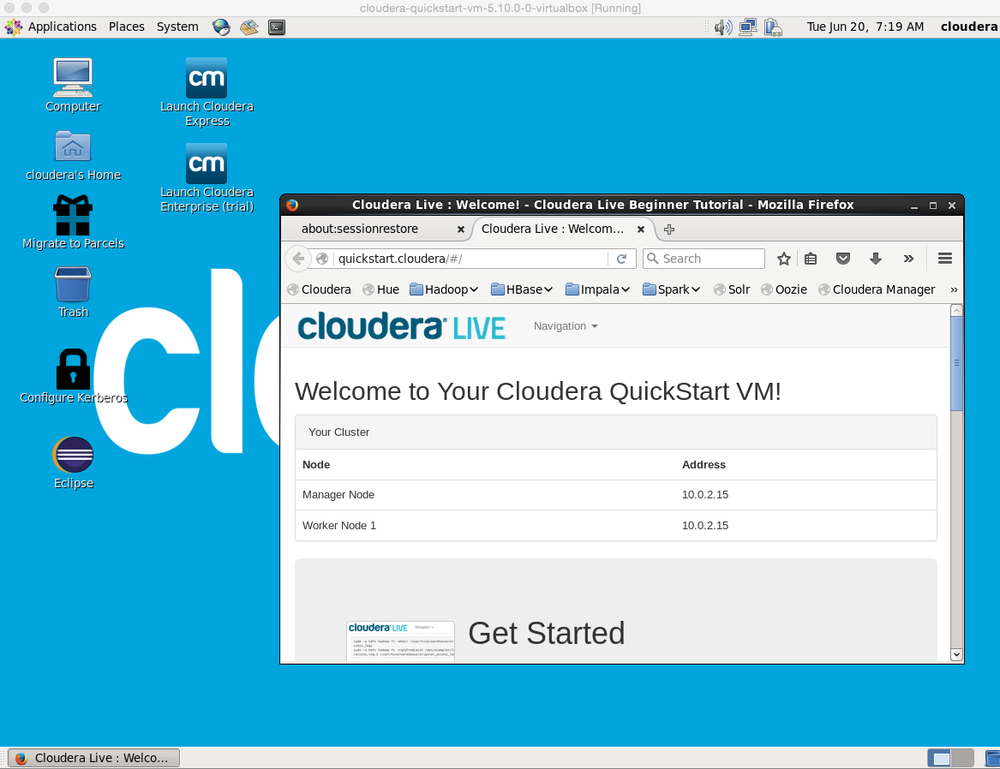 cloudera-quickstart-vm-5.10.0-0-virtualbox [Running]
Applications Places System Tue Jun 20, 7:19 AM cloudera
Computer
cm
Launch Cloudera
Express
cloudera's Home
cm
Launch Cloudera
Enterprise (trial)
Migrate to Parcels
Trash
Configure Kerberos
Eclipse
Cloudera Live : Welcome! - Cloudera Live Beginner Tutorial - Mozilla Firefox
about:sessionrestore Cloudera Live : Welcom...
quickstart.cloudera/#/ Search
Cloudera Hue Hadoop HBase Impala Spark Solr Oozie Cloudera Manager »
cloudera LIVE Navigation
Welcome to Your Cloudera QuickStart VM!
Your Cluster
Node Address
Manager Node 10.0.2.15
Worker Node 1 10.0.2.15
cloudera LIVE Navigation
Get Started
Cloudera Live : Welco...